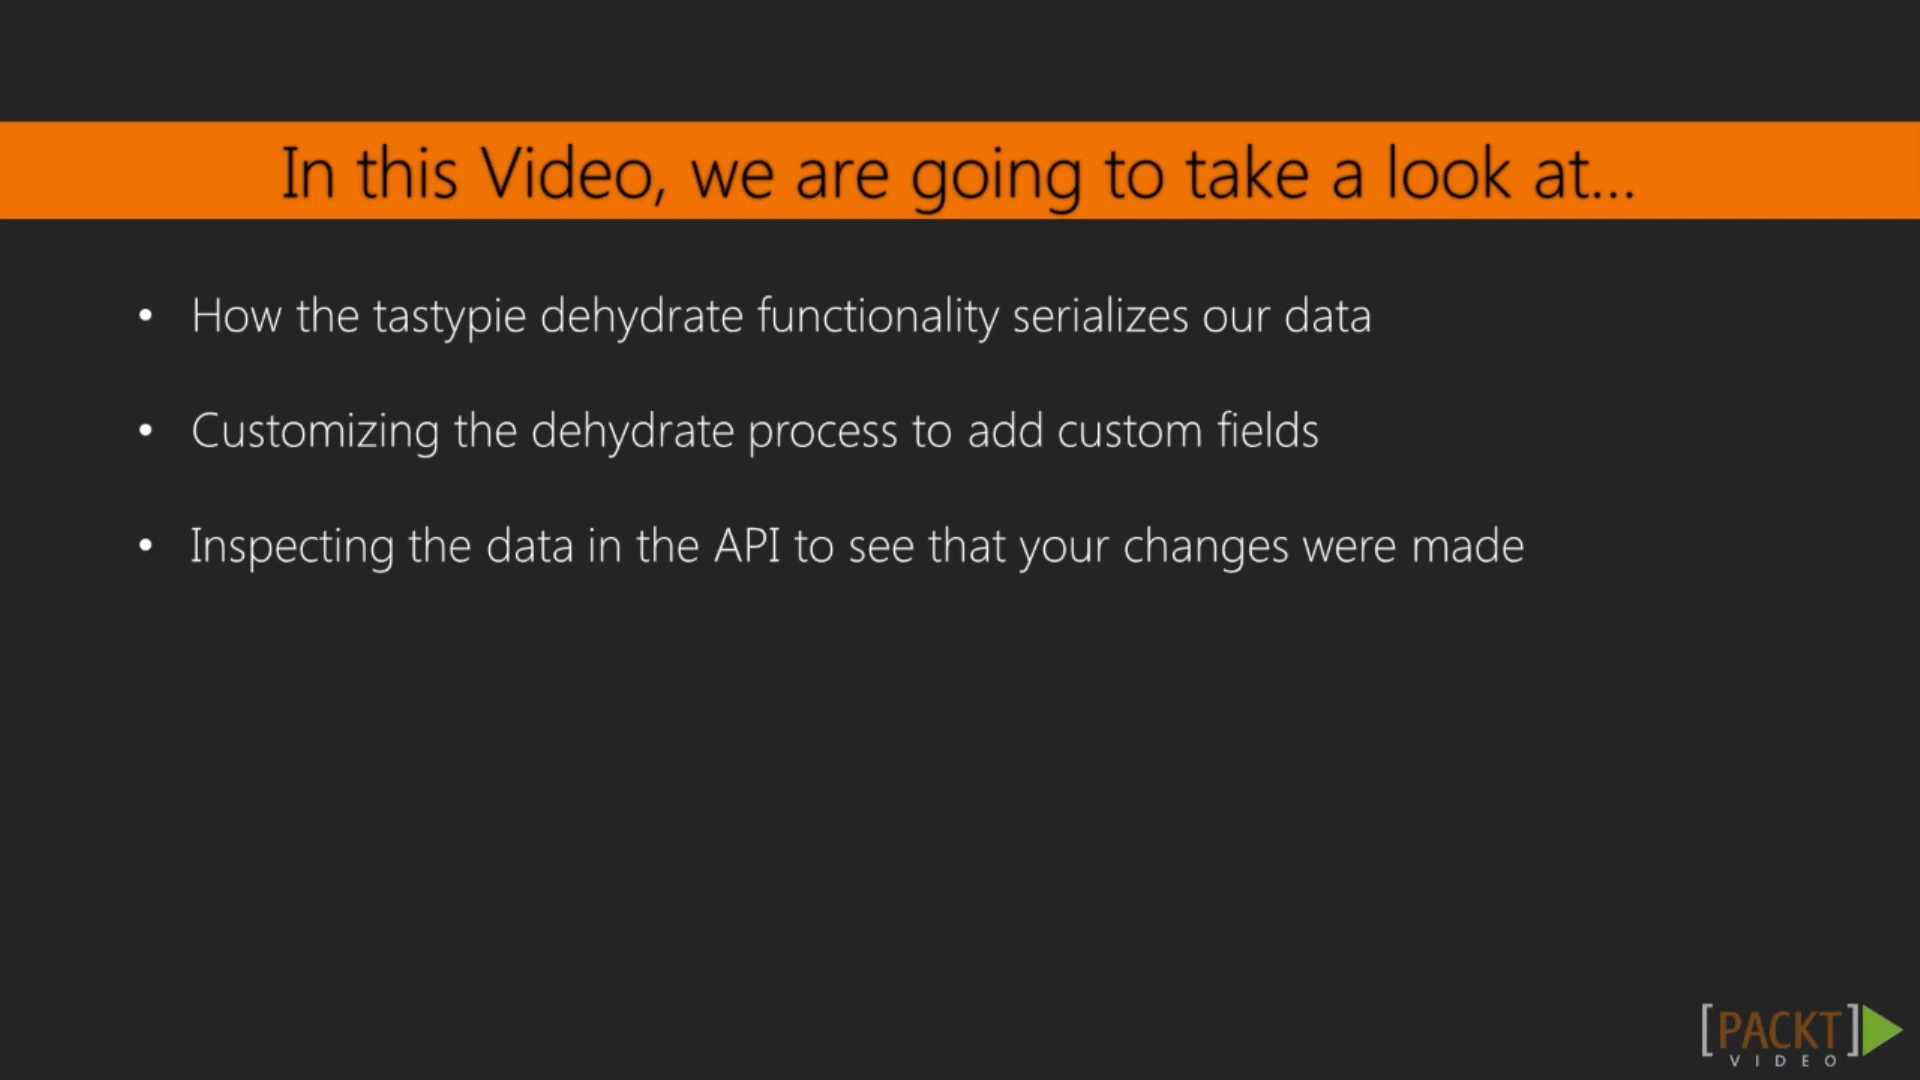 In this Video, we are going to take a look at...
• How the tastypie dehydrate functionality serializes our data
• Customizing the dehydrate process to add custom fields
• Inspecting the data in the API to see that your changes were made
[PACKT]
VIDEO